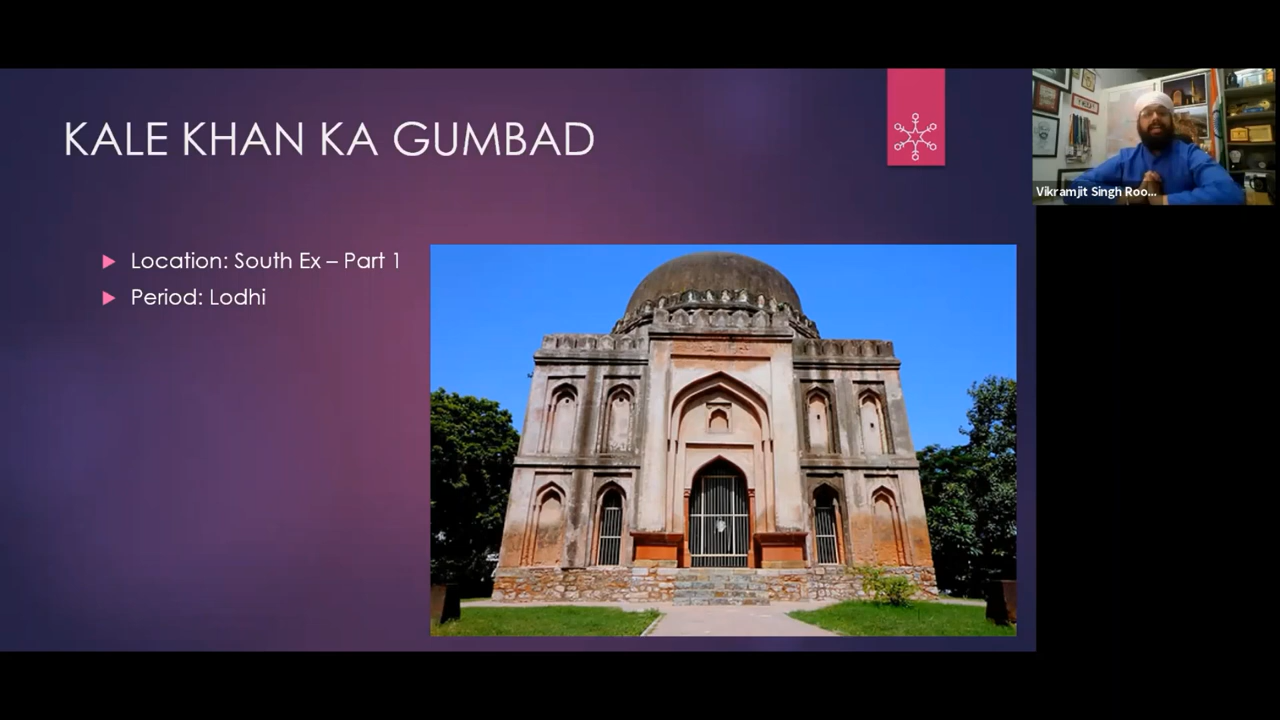 KALE KHAN KA GUMBAD
Location: South Ex – Part 1
Period: Lodhi
Vikramjit Singh Roo...